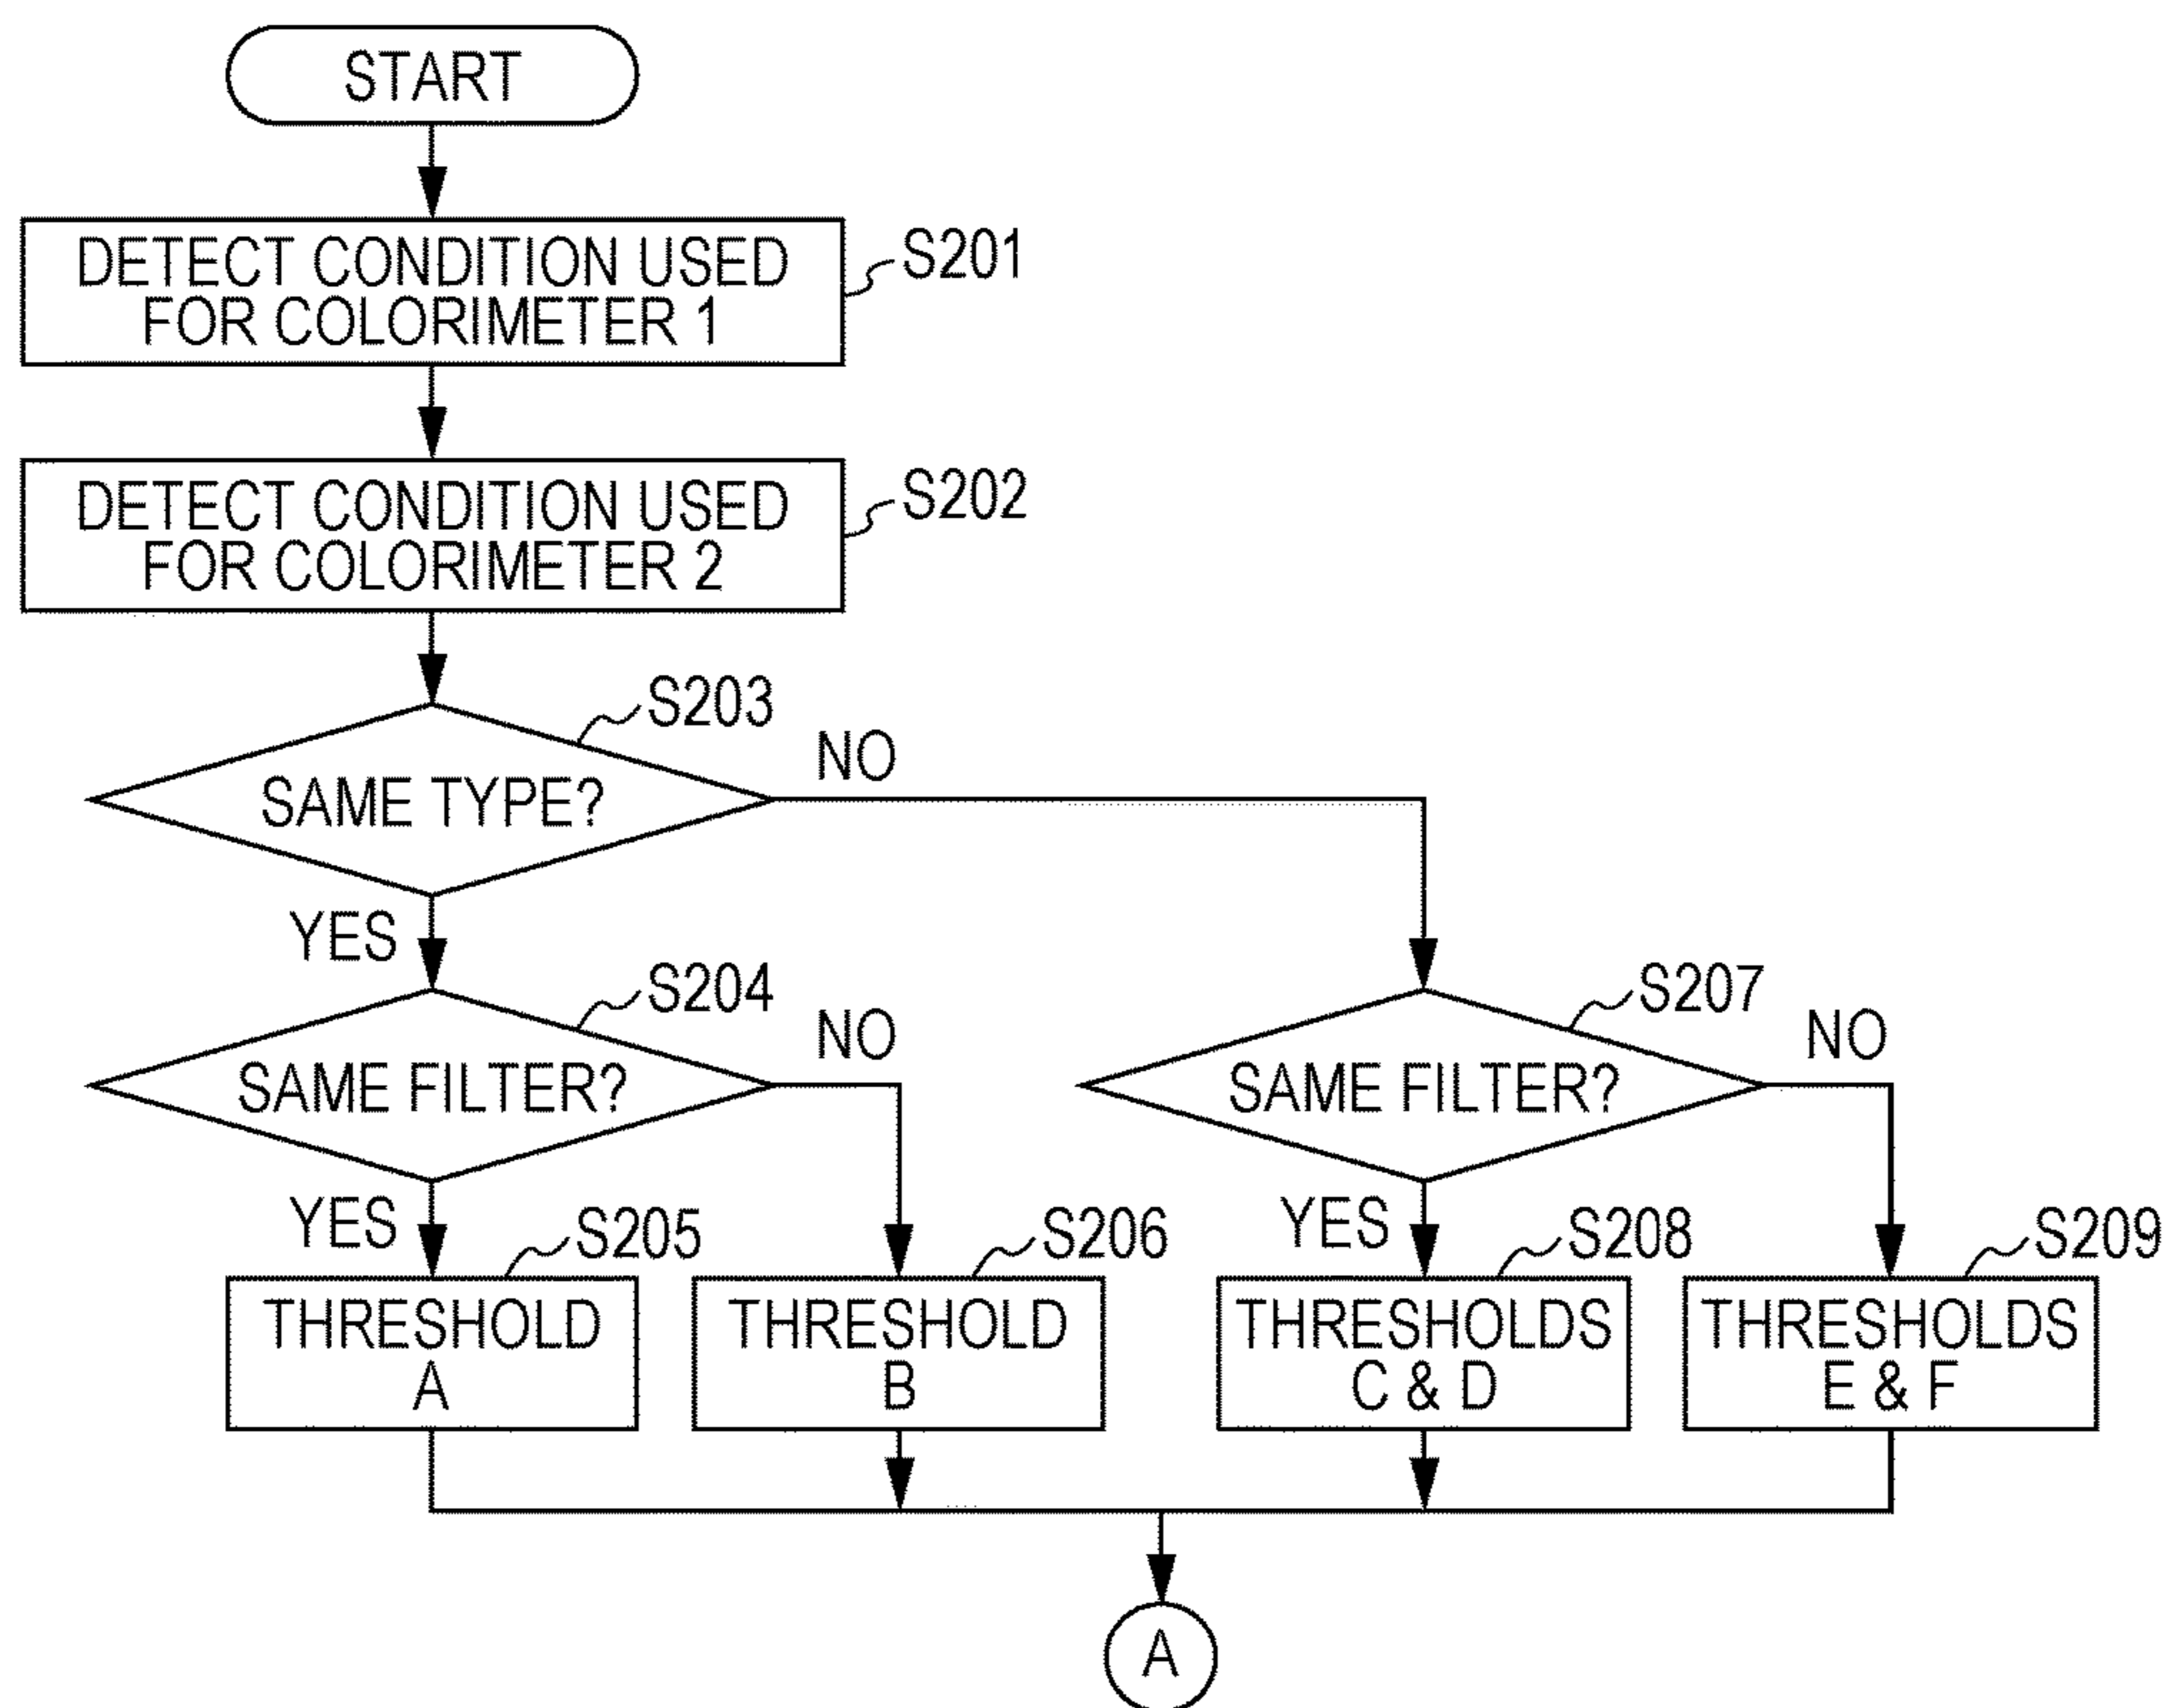 START
DETECT CONDITION USED
FOR COLORIMETER 1
S201
DETECT CONDITION USED
FOR COLORIMETER 2
S202
S203
SAME TYPE?
NO
YES
S204
SAME FILTER?
NO
S207
SAME FILTER?
NO
YES
S205
THRESHOLD
A
S206
THRESHOLD
B
YES
S208
THRESHOLDS
C & D
S209
THRESHOLDS
E & F
A